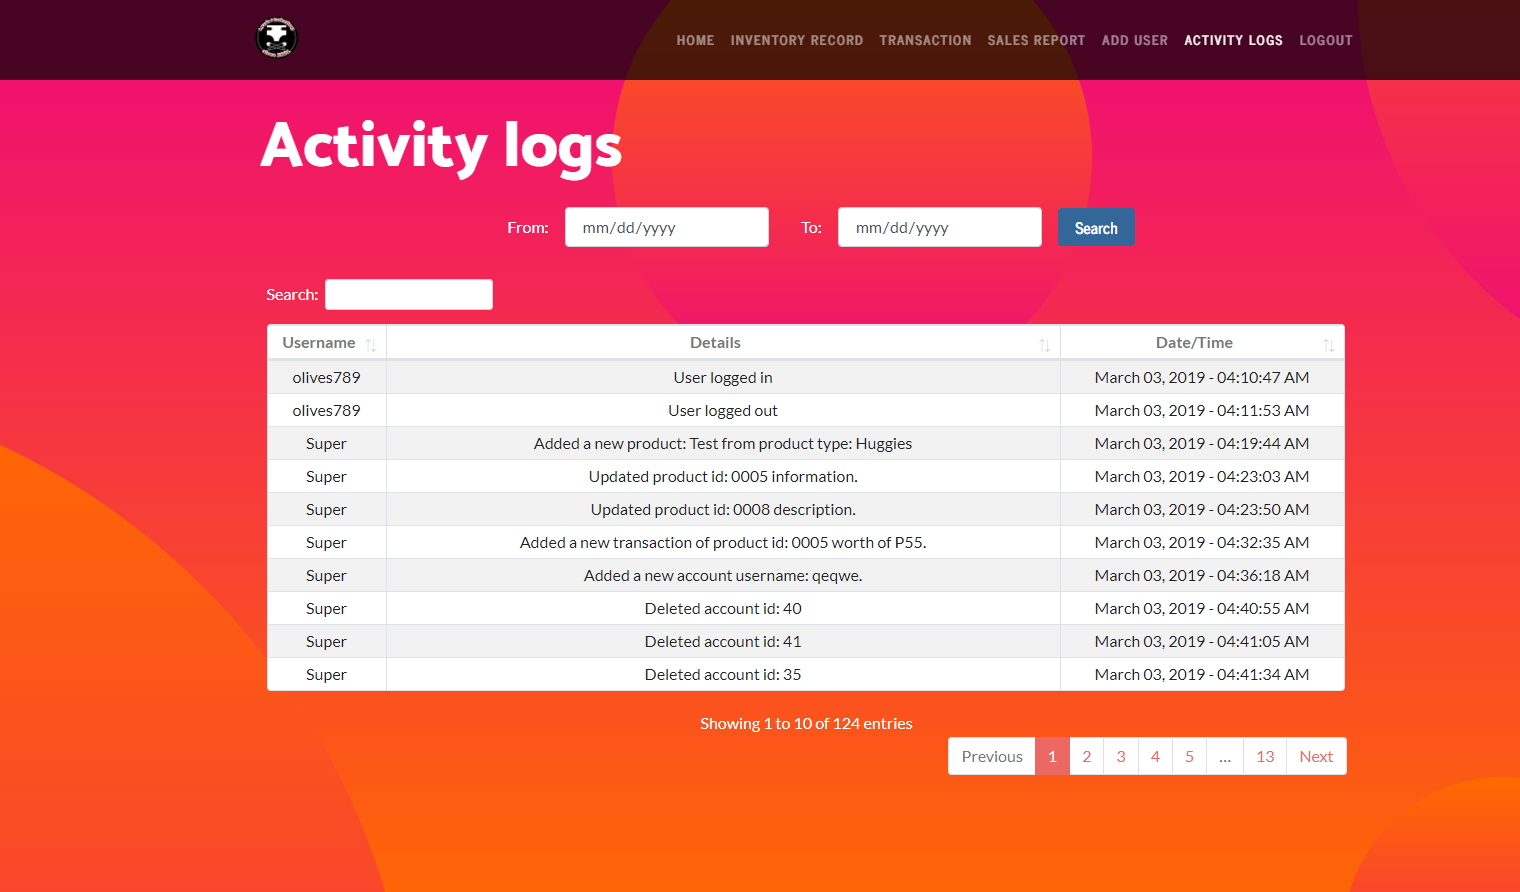 HOME INVENTORY RECORD TRANSACTION SALES REPORT ADD USER ACTIVITY LOGS LOGOUT
Activity logs
From: mm/dd/yyyy To: mm/dd/yyyy Search
Search:
Username Details Date/Time
olives789 User logged in March 03, 2019 - 04:10:47 AM
olives789 User logged out March 03, 2019 - 04:11:53 AM
Super Added a new product: Test from product type: Huggies March 03, 2019 - 04:19:44 AM
Super Updated product id: 0005 information. March 03, 2019 - 04:23:03 AM
Super Updated product id: 0008 description. March 03, 2019 - 04:23:50 AM
Super Added a new transaction of product id: 0005 worth of P55. March 03, 2019 - 04:32:35 AM
Super Added a new account username: qeqwe. March 03, 2019 - 04:36:18 AM
Super Deleted account id: 40 March 03, 2019 - 04:40:55 AM
Super Deleted account id: 41 March 03, 2019 - 04:41:05 AM
Super Deleted account id: 35 March 03, 2019 - 04:41:34 AM
Showing 1 to 10 of 124 entries
Previous 1 2 3 4 5 … 13 Next